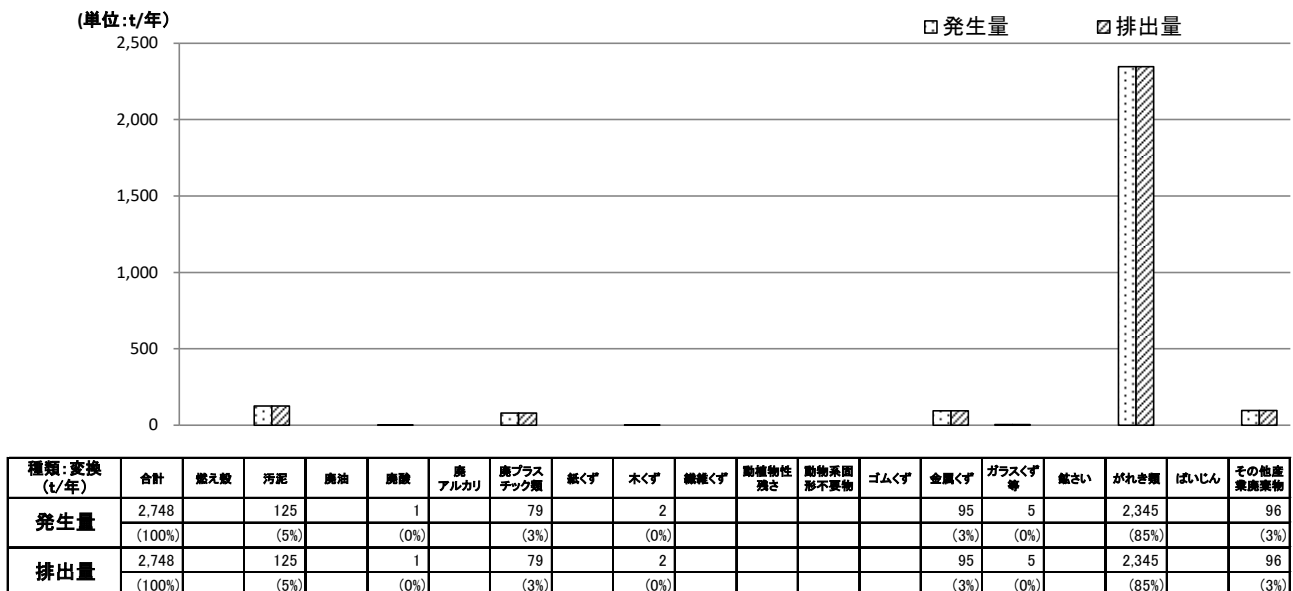 (単位:t/年)
発生量 排出量
2,500
2,000
1,500
1,000
500
0
種類:変換 (t/年) 合計 燃え殻 汚泥 廃油 廃酸 廃アルカリ 廃プラスチック類 紙くず 木くず 繊維くず 動植物性残さ 動物系固形不要物 ゴムくず 金属くず ガラスくず等 鉱さい がれき類 ばいじん その他産業廃棄物
発生量 2,748 125 1 79 2 95 5 2,345 96
(100%) (5%) (0%) (3%) (0%) (3%) (0%) (85%) (3%)
排出量 2,748 125 1 79 2 95 5 2,345 96
(100%) (5%) (0%) (3%) (0%) (3%) (0%) (85%) (3%)